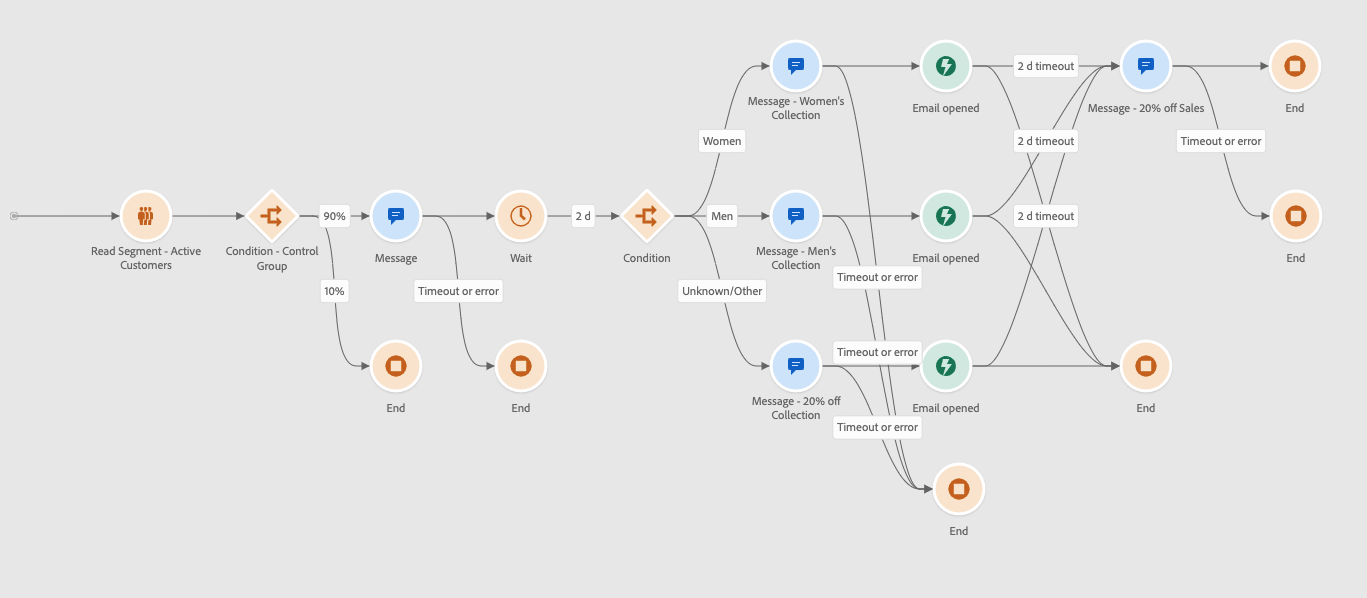 2 d timeout
Message - Women's
Collection
Email opened
Message - 20% off Sales
End
Women
2 d timeout
Timeout or error
90%
2 d
Men
2 d timeout
Read Segment - Active
Customers
Condition - Control
Group
Message
Wait
Condition
Message - Men's
Collection
Email opened
End
Timeout or error
10%
Timeout or error
Unknown/Other
Timeout or error
End
End
Message - 20% off
Collection
Email opened
End
Timeout or error
End